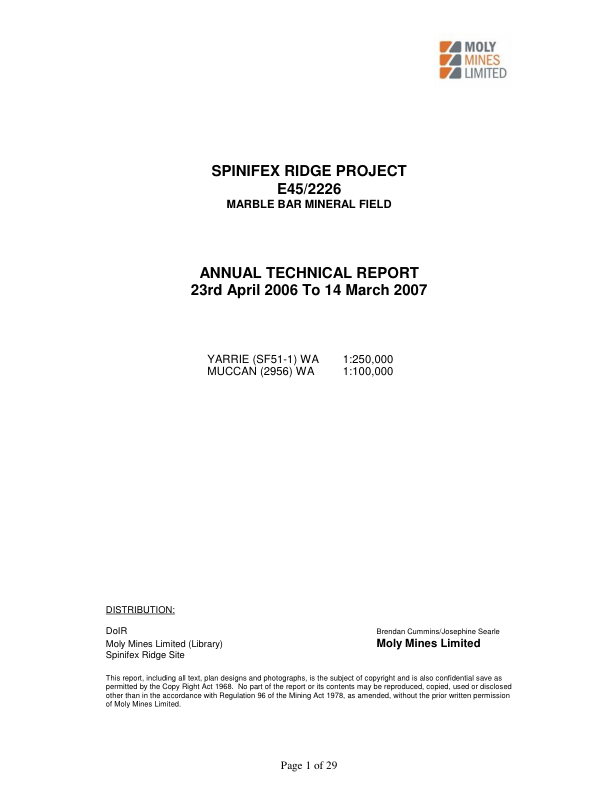 MOLY
MINES
LIMITED
SPINIFEX RIDGE PROJECT
E45/2226
MARBLE BAR MINERAL FIELD
ANNUAL TECHNICAL REPORT
23rd April 2006 To 14 March 2007
YARRIE (SF51-1) WA 1:250,000
MUCCAN (2956) WA 1:100,000
DISTRIBUTION:
DoIR
Moly Mines Limited (Library)
Spinifex Ridge Site
Brendan Cummins/Josephine Searle
Moly Mines Limited
This report, including all text, plan designs and photographs, is the subject of copyright and is also confidential save as
permitted by the Copy Right Act 1968. No part of the report or its contents may be reproduced, copied, used or disclosed
other than in the accordance with Regulation 96 of the Mining Act 1978, as amended, without the prior written permission
of Moly Mines Limited.
Page 1 of 29